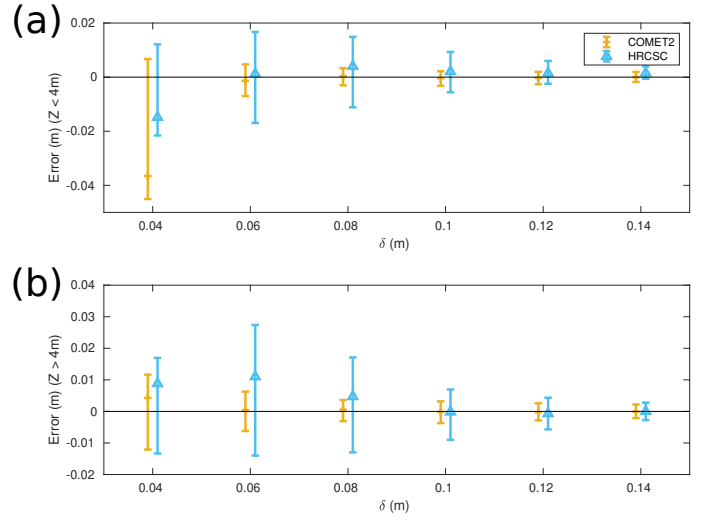 (a)
0.02
0
-0.02
-0.04
Error (m) (Z < 4m)
COMET2
HRCSC
0.04 0.06 0.08 0.1 0.12 0.14
δ (m)
(b)
0.04
0.03
0.02
0.01
0
-0.01
-0.02
Error (m) (Z > 4m)
0.04 0.06 0.08 0.1 0.12 0.14
δ (m)